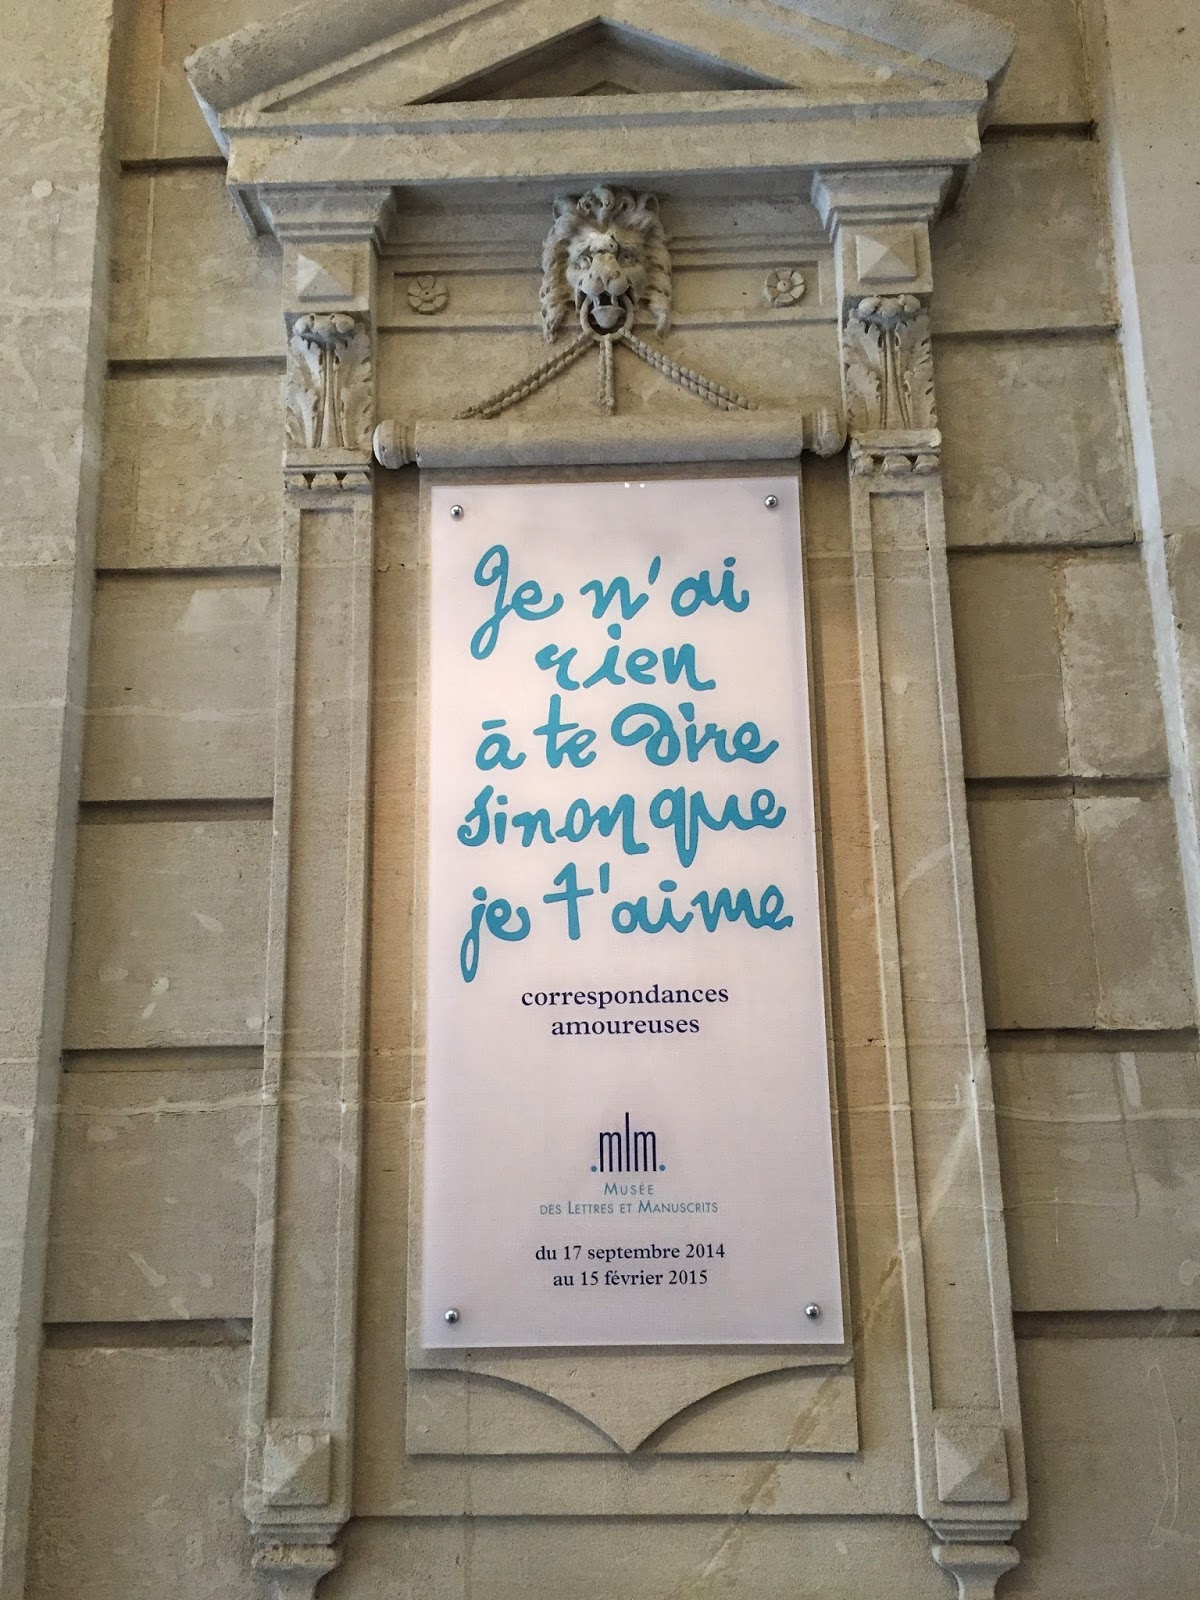 Je n'ai
rien
à te dire
sinon que
je t'aime
correspondances
amoureuses
.mlm.
MUSÉE
DES LETTRES ET MANUSCRITS
du 17 septembre 2014
au 15 février 2015